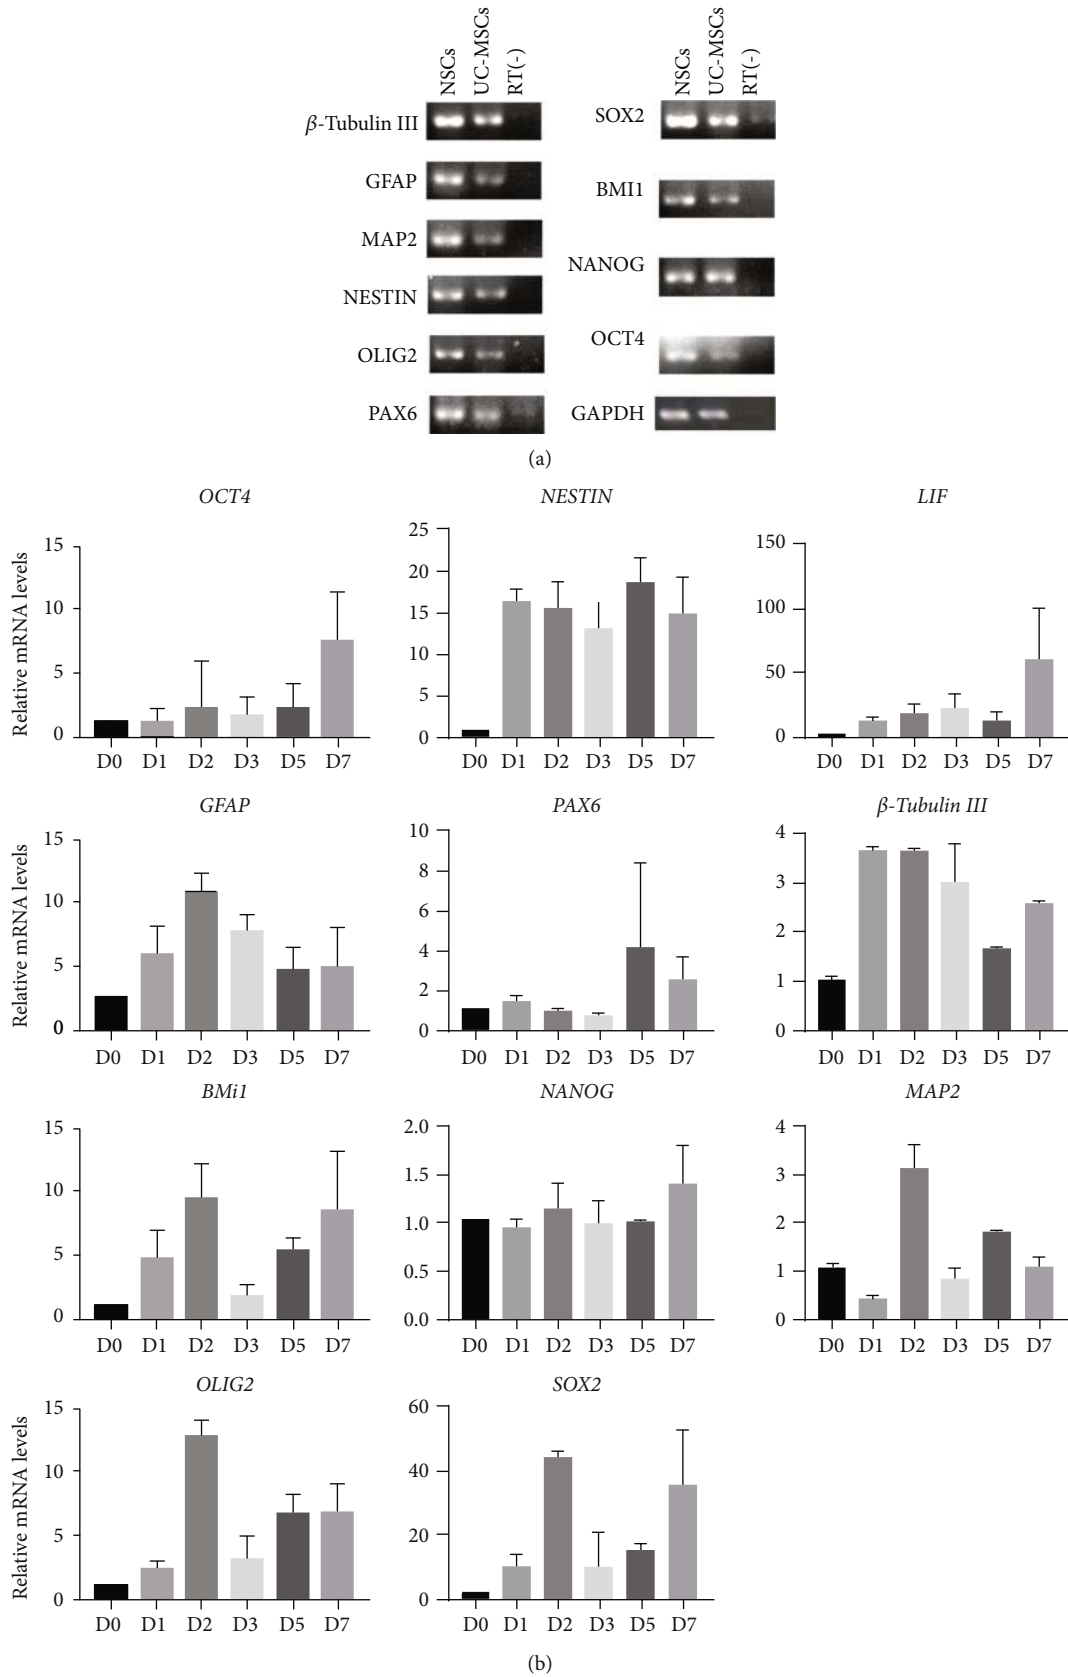 NSCs UC-MSCs RT(-) NSCs UC-MSCs RT(-)
β-Tubulin III SOX2
GFAP BMI1
MAP2 NANOG
NESTIN
OLIG2 OCT4
PAX6 GAPDH
(a)
OCT4 NESTIN LIF
Relative mRNA levels
15 10 5 0
25 20 15 10 5 0
150 100 50 0
D0 D1 D2 D3 D5 D7 D0 D1 D2 D3 D5 D7 D0 D1 D2 D3 D5 D7
GFAP PAX6 β-Tubulin III
Relative mRNA levels
15 10 5 0
10 8 6 4 2 0
4 3 2 1 0
D0 D1 D2 D3 D5 D7 D0 D1 D2 D3 D5 D7 D0 D1 D2 D3 D5 D7
BMi1 NANOG MAP2
15 10 5 0
2.0 1.5 1.0 0.5 0.0
4 3 2 1 0
D0 D1 D2 D3 D5 D7 D0 D1 D2 D3 D5 D7 D0 D1 D2 D3 D5 D7
OLIG2 SOX2
Relative mRNA levels
15 10 5 0
60 40 20 0
D0 D1 D2 D3 D5 D7 D0 D1 D2 D3 D5 D7
(b)